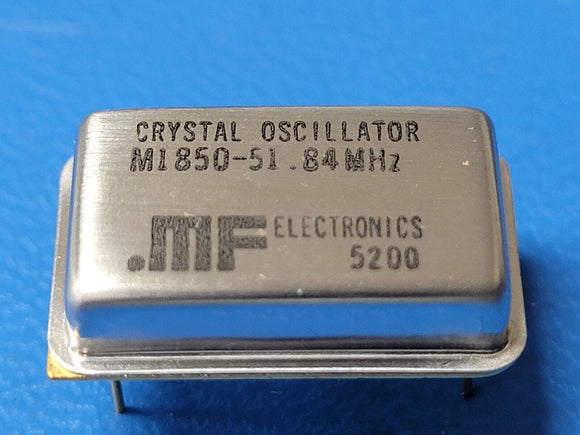 CRYSTAL OSCILLATOR
M1850-51.84MHz
.MF ELECTRONICS
5200